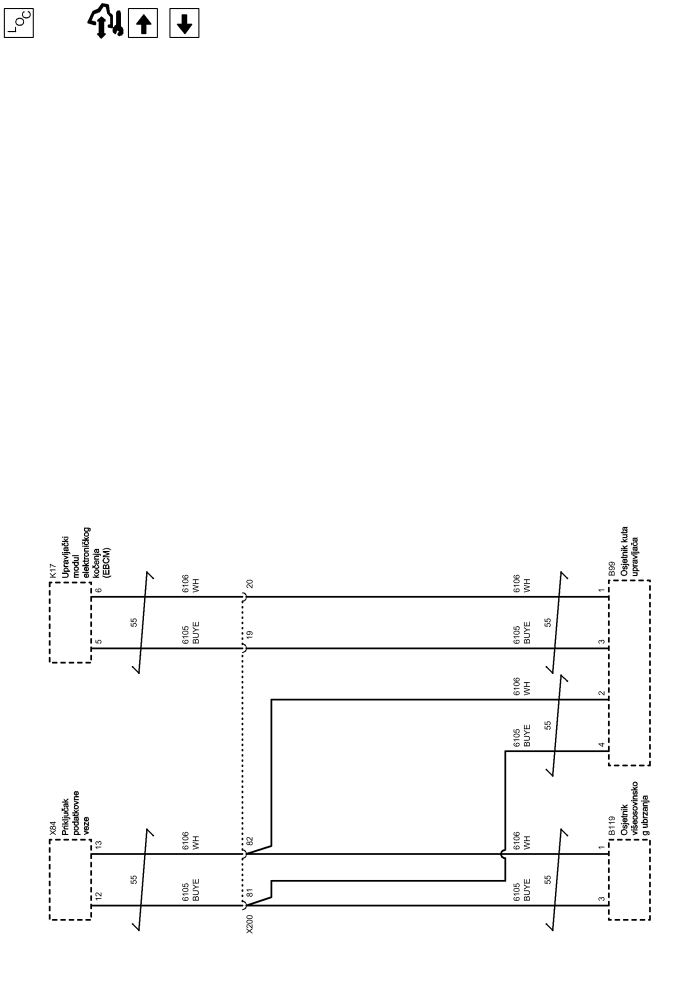 LOC
K17
Upravljački
modul
elektroničkog
kočenja
(EBCM)
6
5
55
6106
WH
6105
BUYE
20
19
6106
WH
6105
BUYE
55
1
3
B99
Osjetnik kuta
upravljača
6106
WH
6105
BUYE
55
2
4
X84
Priključak
podatkovne
veze
13
12
55
6106
WH
6105
BUYE
82
81
X200
6106
WH
6105
BUYE
55
1
3
B119
Osjetnik
višeosovinsko
g ubrzanja